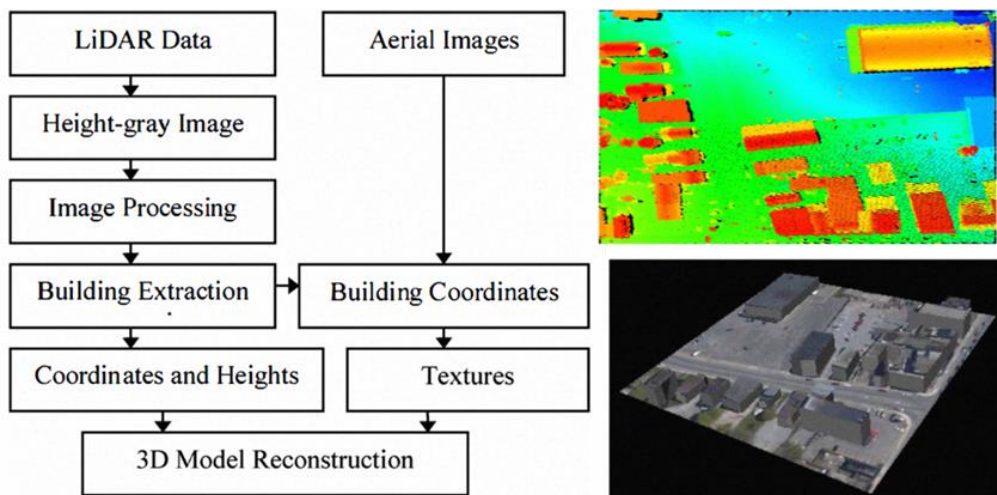 LiDAR Data
Aerial Images
Height-gray Image
Image Processing
Building Extraction
Building Coordinates
Coordinates and Heights
Textures
3D Model Reconstruction